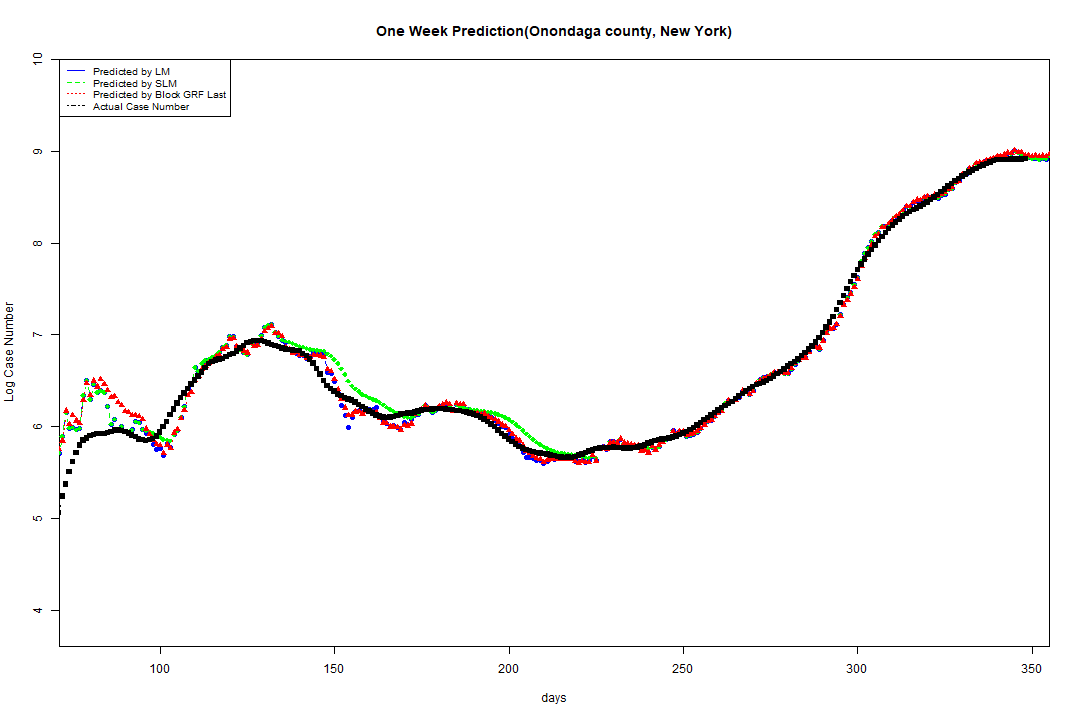 One Week Prediction(Onondaga county, New York)
Predicted by LM
Predicted by SLM
Predicted by Block GRF Last
Actual Case Number
10
9
8
7
6
5
4
Log Case Number
100 150 200 250 300 350
days